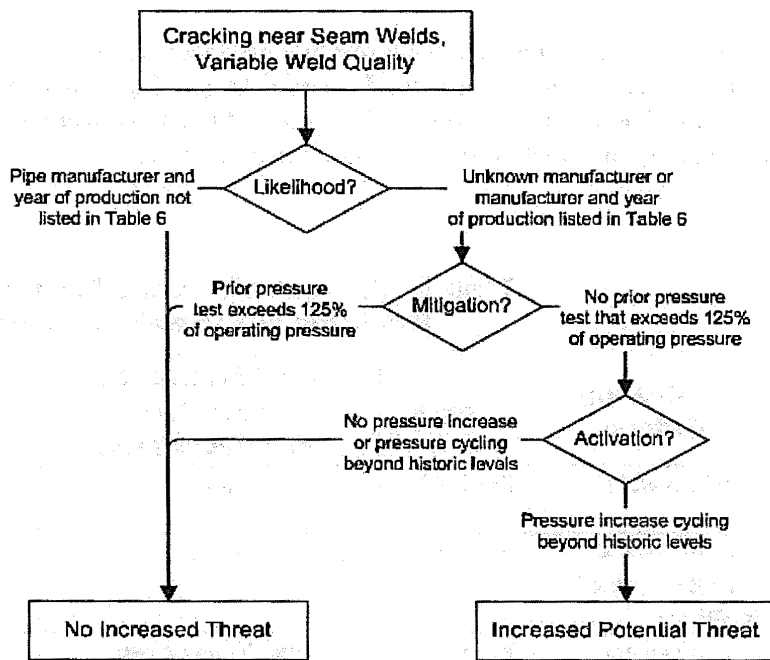 Cracking near Seam Welds,
Variable Weld Quality
Likelihood?
Pipe manufacturer and
year of production not
listed in Table 6
Unknown manufacturer or
manufacturer and year
of production listed in Table 6
Mitigation?
Prior pressure
test exceeds 125%
of operating pressure
No prior pressure
test that exceeds 125%
of operating pressure
Activation?
No pressure increase
or pressure cycling
beyond historic levels
Pressure increase cycling
beyond historic levels
No Increased Threat
Increased Potential Threat